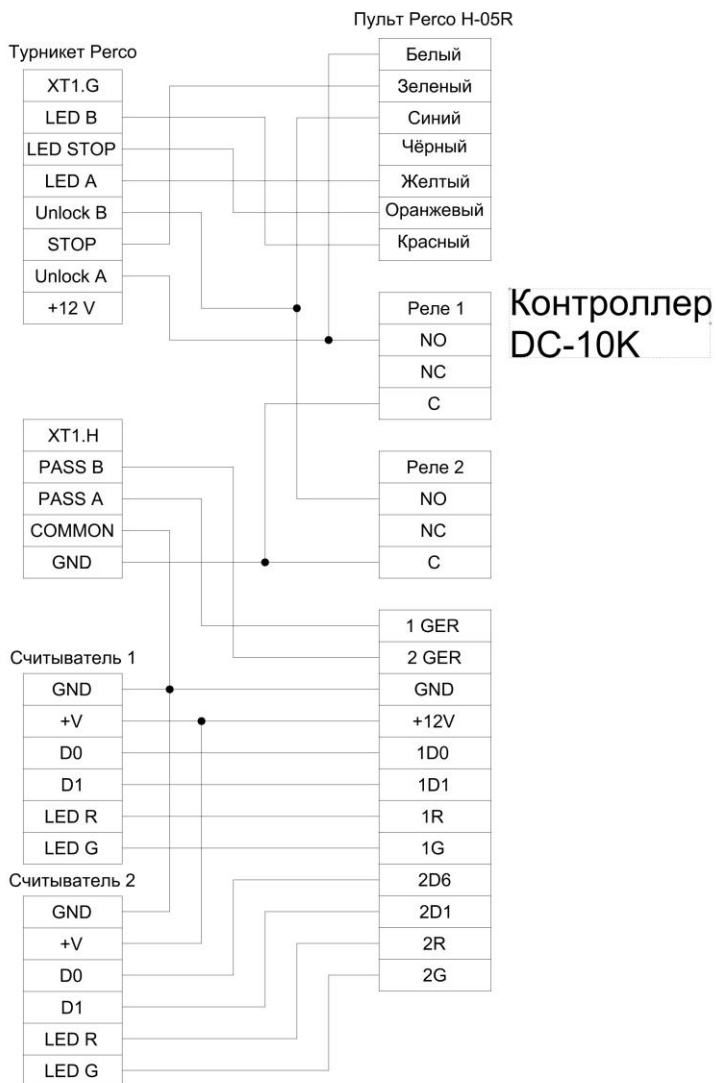 Пульт Perco H-05R
Турникет Perco
XT1.G
LED B
LED STOP
LED A
Unlock B
STOP
Unlock A
+12 V
Белый
Зеленый
Синий
Чёрный
Желтый
Оранжевый
Красный
Контроллер
DC-10K
Реле 1
NO
NC
C
XT1.H
PASS B
PASS A
COMMON
GND
Реле 2
NO
NC
C
Считыватель 1
GND
+V
D0
D1
LED R
LED G
Считыватель 2
GND
+V
D0
D1
LED R
LED G
1 GER
2 GER
GND
+12V
1D0
1D1
1R
1G
2D6
2D1
2R
2G